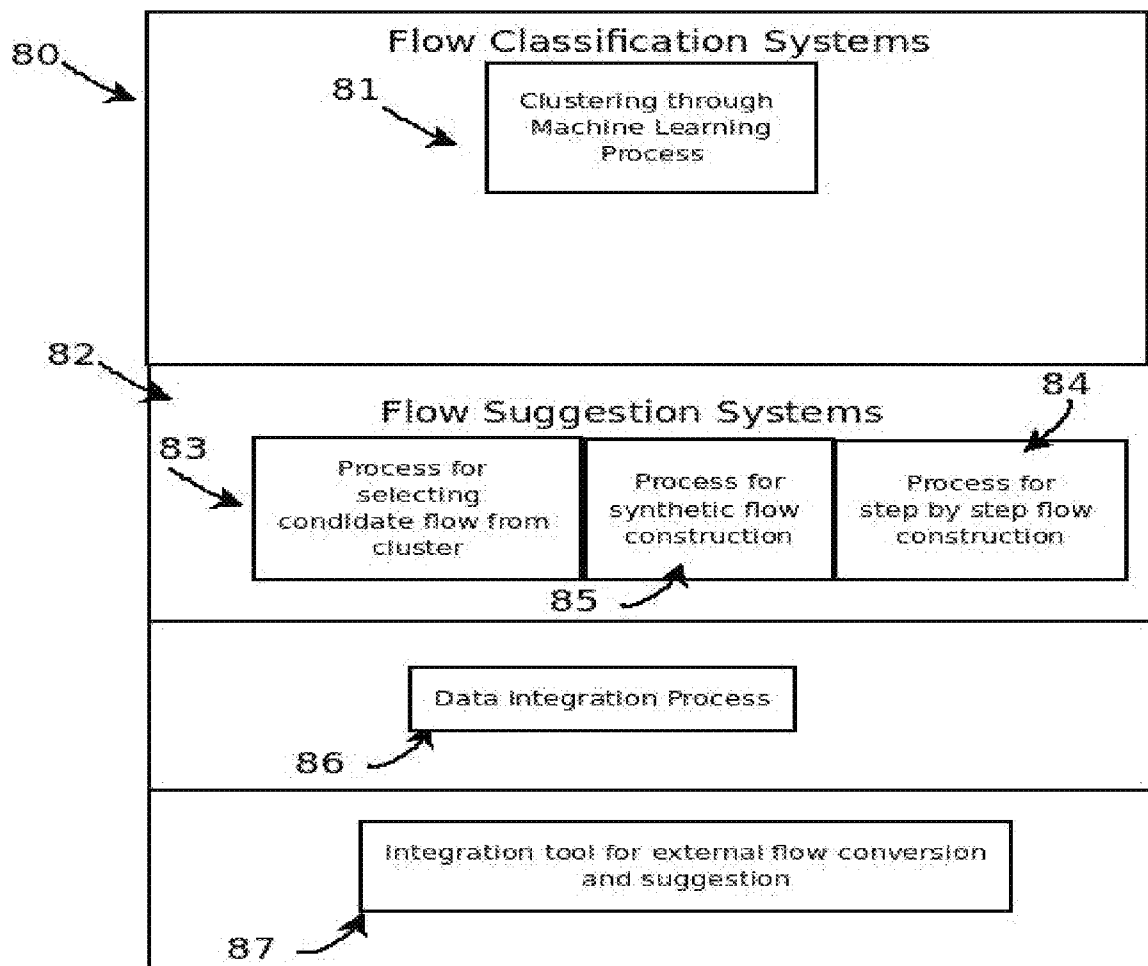 Flow Classification Systems
80
81
Clustering through
Machine Learning
Process
82
Flow Suggestion Systems
84
83
Process for
selecting
condidate flow from
cluster
Process for
synthetic flow
construction
Process for
step by step flow
construction
85
Data Integration Process
86
Integration tool for external flow conversion
and suggestion
87